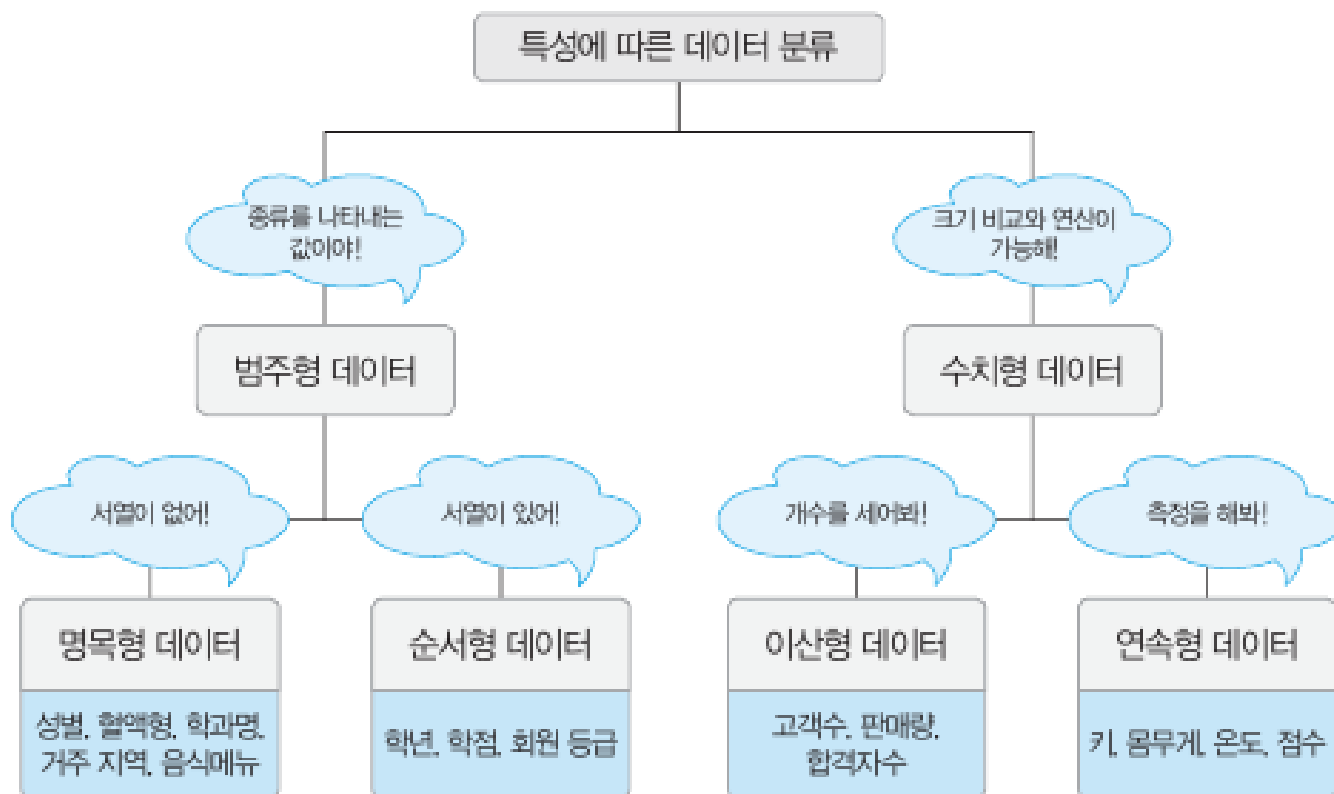 특성에 따른 데이터 분류
종류를 나타내는
값이야!
크기 비교와 연산이
가능해!
범주형 데이터
수치형 데이터
서열이 없어!
서열이 있어!
개수를 세어봐!
측정을 해봐!
명목형 데이터
순서형 데이터
이산형 데이터
연속형 데이터
성별, 혈액형, 학과명,
거주 지역, 음식메뉴
학년, 학점, 회원 등급
고객수, 판매량,
합격자수
키, 몸무게, 온도, 점수